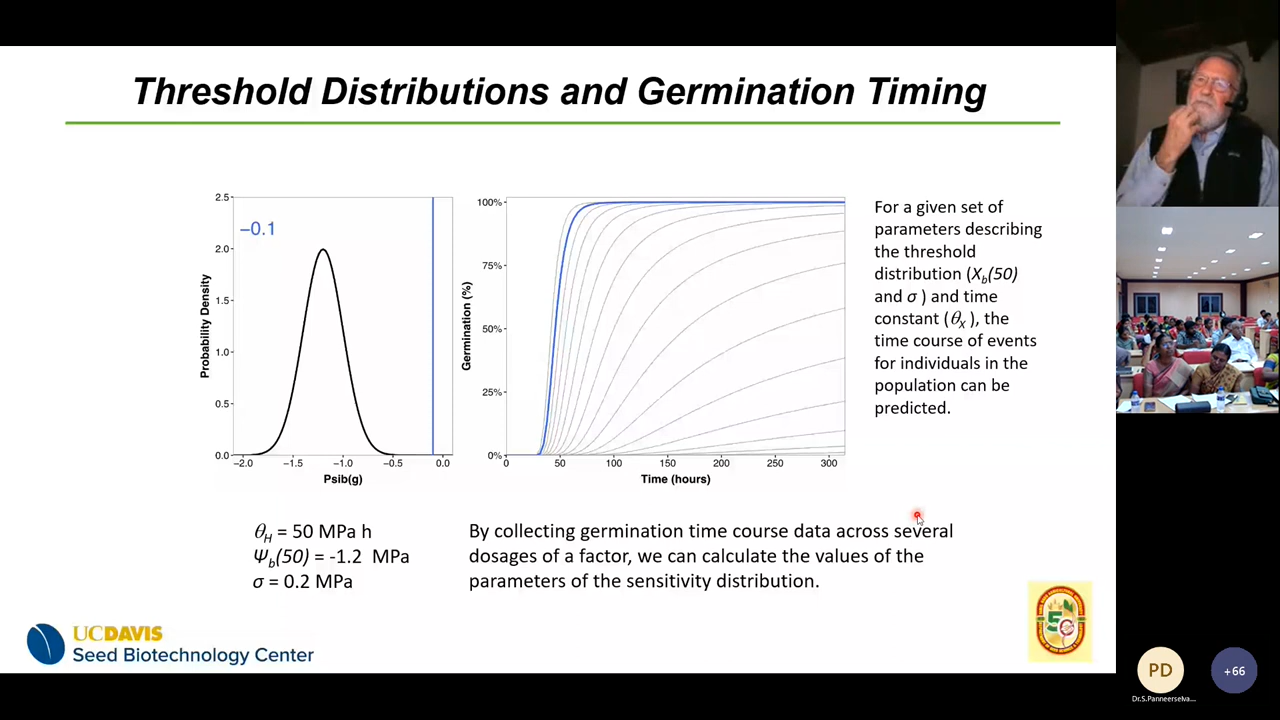 Threshold Distributions and Germination Timing
2.5
2.0
1.5
1.0
0.5
0.0
Probability Density
−0.1
−2.0 −1.5 −1.0 −0.5 0.0
Psib(g)
100%
75%
50%
25%
0%
Germination (%)
0 50 100 150 200 250 300
Time (hours)
For a given set of
parameters describing
the threshold
distribution (Xb(50)
and σ ) and time
constant (θX ), the
time course of events
for individuals in the
population can be
predicted.
θH = 50 MPa h
Ψb(50) = -1.2 MPa
σ = 0.2 MPa
By collecting germination time course data across several
dosages of a factor, we can calculate the values of the
parameters of the sensitivity distribution.
UCDAVIS
Seed Biotechnology Center
PD
Dr.S.Panneerselva...
+66